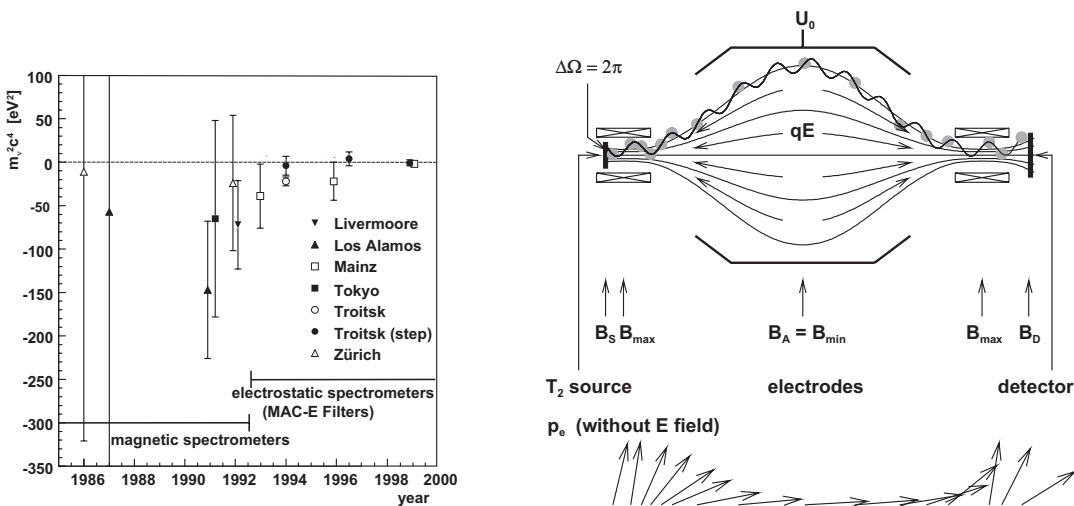 m_ν²c⁴ [eV²]
100
50
0
-50
-100
-150
-200
-250
-300
-350
Livermoore
Los Alamos
Mainz
Tokyo
Troitsk
Troitsk (step)
Zürich
electrostatic spectrometers
(MAC-E Filters)
magnetic spectrometers
1986 1988 1990 1992 1994 1996 1998 2000
year
U₀
ΔΩ = 2π
qE
B_S B_max B_A = B_min B_max B_D
T₂ source electrodes detector
p_e (without E field)